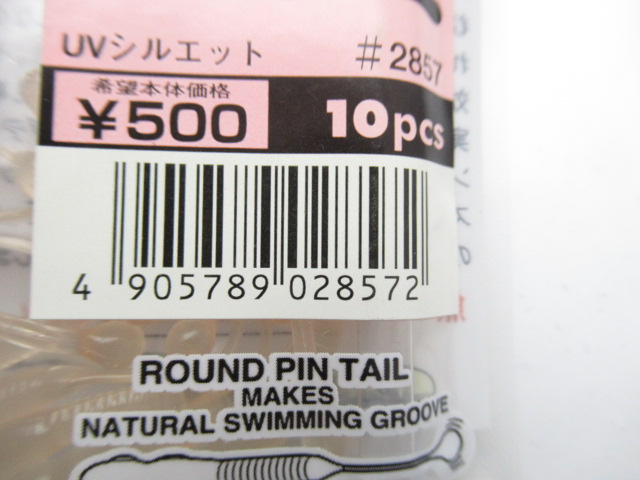 UVシルエット #2857
希望本体価格
¥500 10pcs
4 905789 028572
ROUND PIN TAIL
MAKES
NATURAL SWIMMING GROOVE